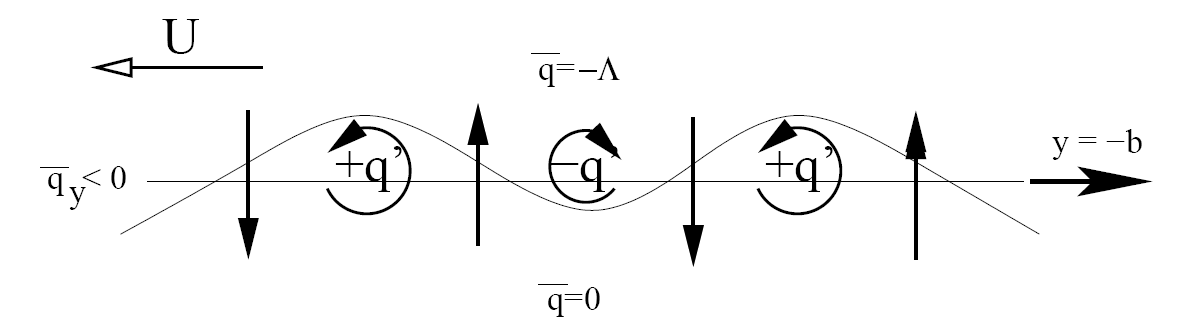 U
q̅=−Λ
+q’ −q’ +q’
y = −b
q̅y< 0
q̅=0